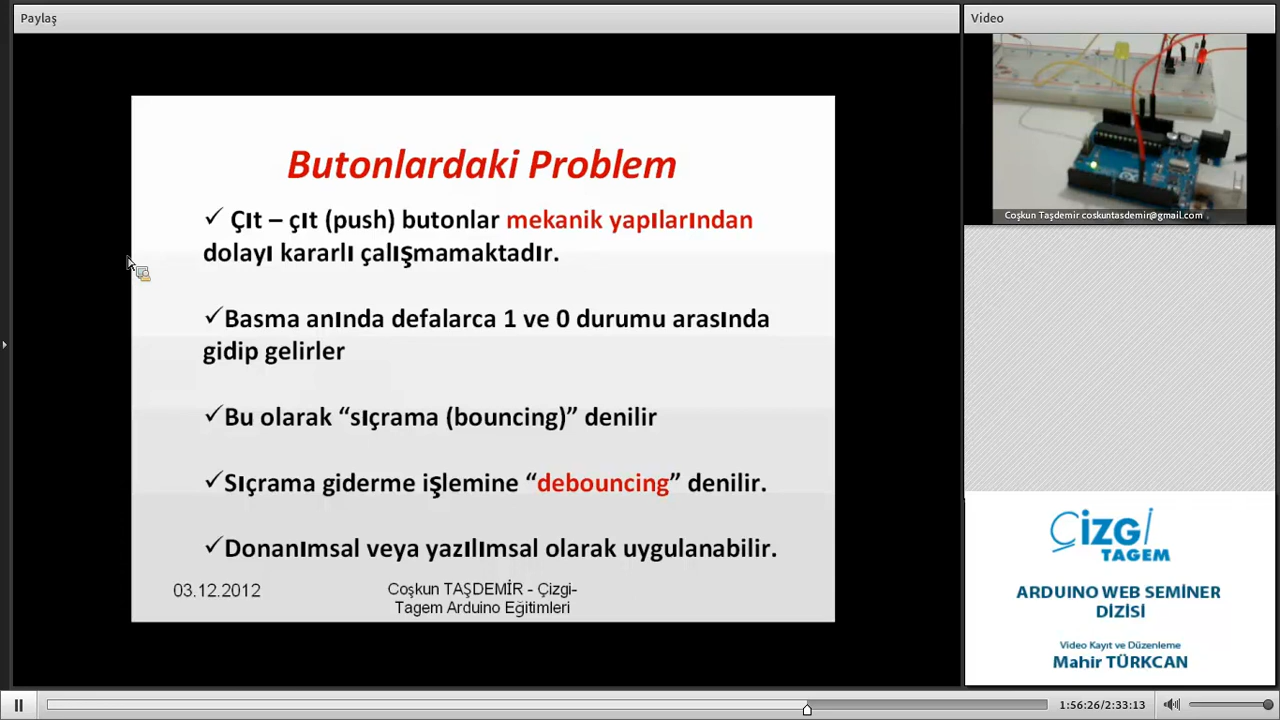 Paylaş
Video
Butonlardaki Problem
✓ Çıt – çıt (push) butonlar mekanik yapılarından
dolayı kararlı çalışmamaktadır.
✓Basma anında defalarca 1 ve 0 durumu arasında
gidip gelirler
✓Bu olarak “sıçrama (bouncing)” denilir
✓Sıçrama giderme işlemine “debouncing” denilir.
✓Donanımsal veya yazılımsal olarak uygulanabilir.
03.12.2012
Coşkun TAŞDEMİR - Çizgi-
Tagem Arduino Eğitimleri
Coşkun Taşdemir coskuntasdemir@gmail.com
ÇİZGİ
TAGEM
ARDUINO WEB SEMINER
DİZİSİ
Video Kayıt ve Düzenleme
Mahir TÜRKCAN
1:56:26/2:33:13